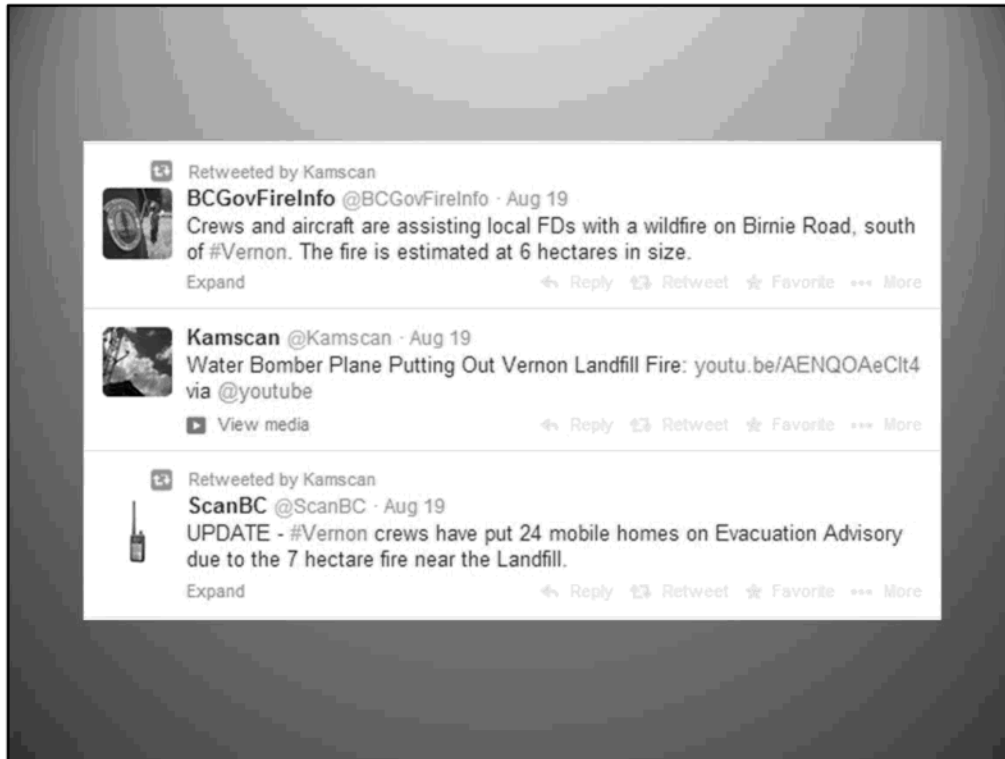 Retweeted by Kamscan
BCGovFireInfo @BCGovFireInfo · Aug 19
Crews and aircraft are assisting local FDs with a wildfire on Birnie Road, south
of #Vernon. The fire is estimated at 6 hectares in size.
Expand Reply Retweet Favorite More
Kamscan @Kamscan · Aug 19
Water Bomber Plane Putting Out Vernon Landfill Fire: youtu.be/AENQOAeClt4
via @youtube
View media Reply Retweet Favorite More
Retweeted by Kamscan
ScanBC @ScanBC · Aug 19
UPDATE - #Vernon crews have put 24 mobile homes on Evacuation Advisory
due to the 7 hectare fire near the Landfill.
Expand Reply Retweet Favorite More